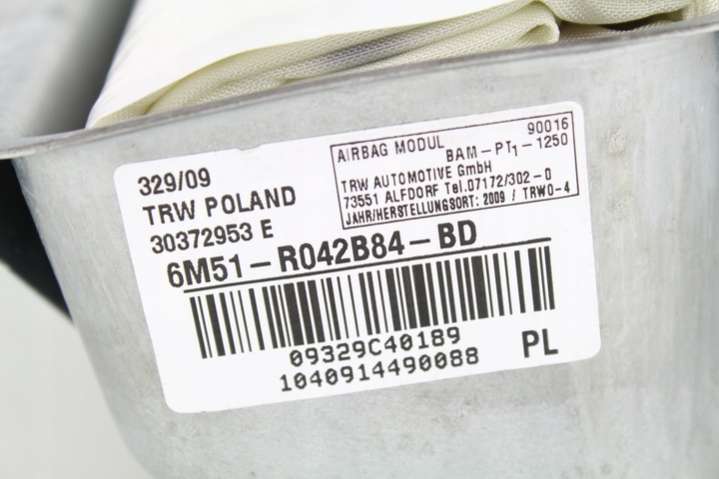 329/09
TRW POLAND
30372953 E
AIRBAG MODUL 90016
BAM-PT1-1250
TRW AUTOMOTIVE GmbH
73551 ALFDORF Tel.07172/302-0
JAHR/HERSTELLUNGSORT: 2009 / TRWO-4
6M51-R042B84-BD
09329C40189
1040914490088
PL